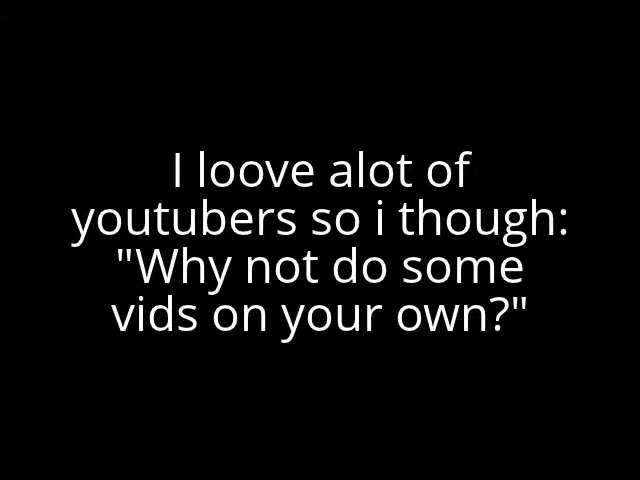 I loove alot of
youtubers so i though:
"Why not do some
vids on your own?"